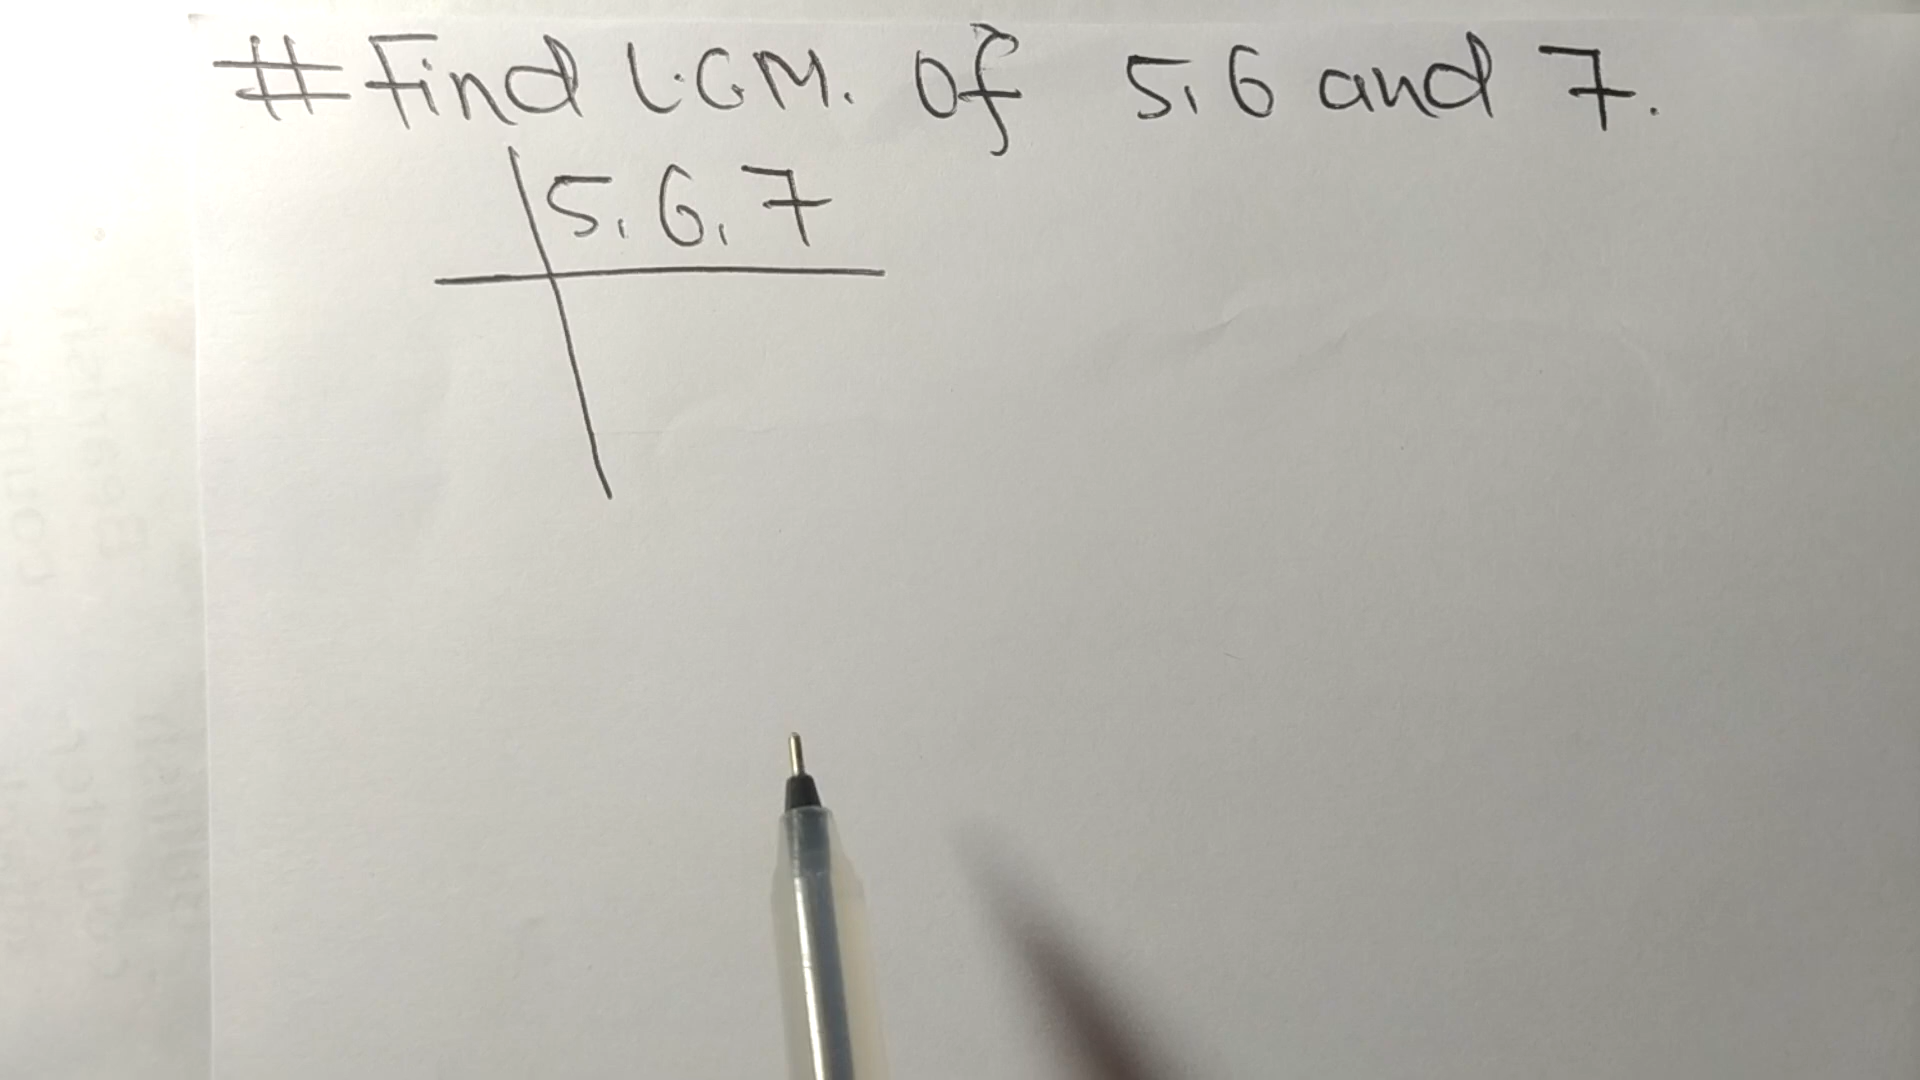 # Find L.C.M. of 5, 6 and 7.
5, 6, 7